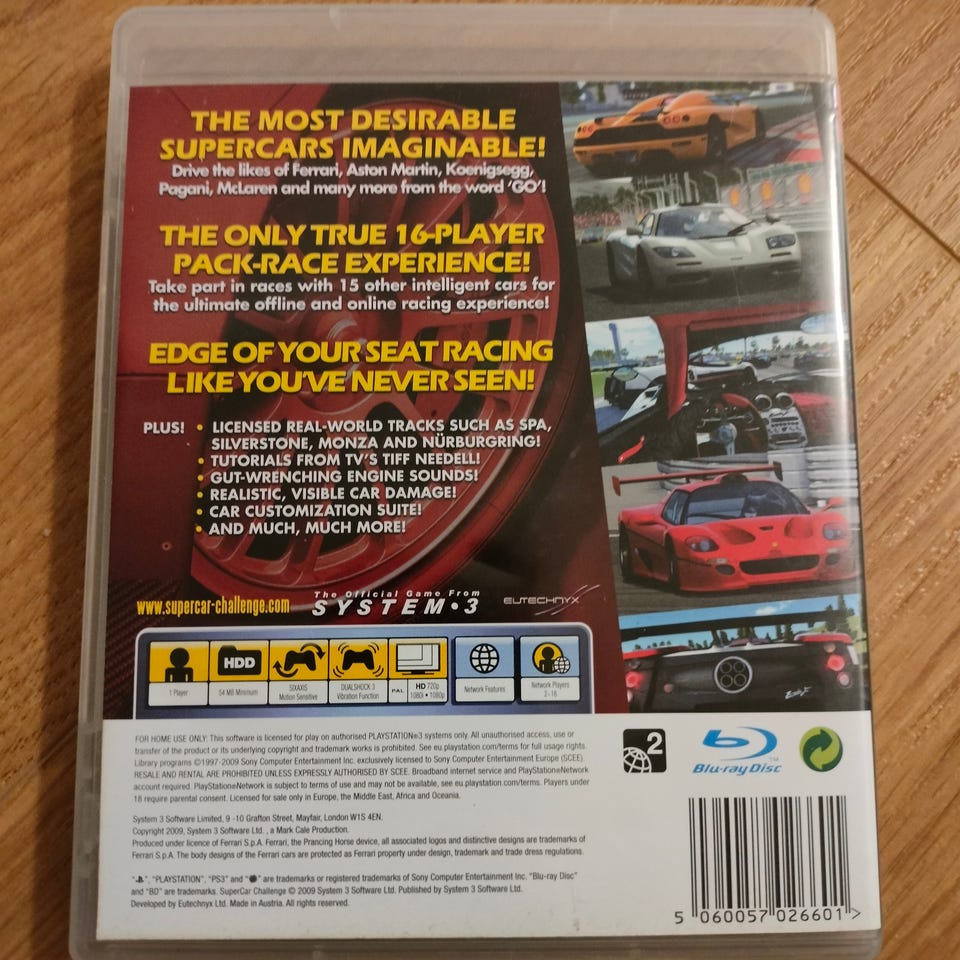 THE MOST DESIRABLE
SUPERCARS IMAGINABLE!
Drive the likes of Ferrari, Aston Martin, Koenigsegg,
Pagani, McLaren and many more from the word 'GO'!
THE ONLY TRUE 16-PLAYER
PACK-RACE EXPERIENCE!
Take part in races with 15 other intelligent cars for
the ultimate offline and online racing experience!
EDGE OF YOUR SEAT RACING
LIKE YOU'VE NEVER SEEN!
PLUS! • LICENSED REAL-WORLD TRACKS SUCH AS SPA,
SILVERSTONE, MONZA AND NÜRBURGRING!
• TUTORIALS FROM TV'S TIFF NEEDELL!
• GUT-WRENCHING ENGINE SOUNDS!
• REALISTIC, VISIBLE CAR DAMAGE!
• CAR CUSTOMIZATION SUITE!
• AND MUCH, MUCH MORE!
www.supercar-challenge.com
The Official Game From
SYSTEM•3
EUTECHNYX
1 Player
HDD
54 MB Minimum
SIXAXIS
Motion Sensitive
DUALSHOCK 3
Vibration Function
PAL
HD 720p
1080i • 1080p
Network Features
Network Players
2-16
FOR HOME USE ONLY: This software is licensed for play on authorised PLAYSTATION®3 systems only. All unauthorised access, use or
transfer of the product or its underlying copyright and trademark works is prohibited. See eu.playstation.com/terms for full usage rights.
Library programs ©1997-2009 Sony Computer Entertainment Inc. exclusively licensed to Sony Computer Entertainment Europe (SCEE).
RESALE AND RENTAL ARE PROHIBITED UNLESS EXPRESSLY AUTHORISED BY SCEE. Broadband internet service and PlayStation®Network
account required. PlayStation®Network is subject to terms of use and may not be available, see eu.playstation.com/terms. Players under
18 require parental consent. Licensed for sale only in Europe, the Middle East, Africa and Oceania.
System 3 Software Limited, 9 -10 Grafton Street, Mayfair, London W1S 4EN.
Copyright 2009, System 3 Software Ltd. , a Mark Cale Production.
Produced under licence of Ferrari S.p.A. Ferrari, the Prancing Horse device, all associated logos and distinctive designs are trademarks of
Ferrari S.p.A. The body designs of the Ferrari cars are protected as Ferrari property under design, trademark and trade dress regulations.
"PLAYSTATION", "PS3" and " " are trademarks or registered trademarks of Sony Computer Entertainment Inc. "Blu-ray Disc"
and "BD" are trademarks. SuperCar Challenge © 2009 System 3 Software Ltd. Published by System 3 Software Ltd.
Developed by Eutechnyx Ltd. Made in Austria. All rights reserved.
2
Blu-ray Disc
™
5 060057 026601 >